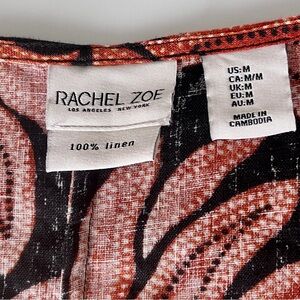 RACHEL ZOE
LOS ANGELES NEW YORK
100% linen
US:M
CA:M/M
UK:M
EU:M
AU:M
MADE IN
CAMBODIA